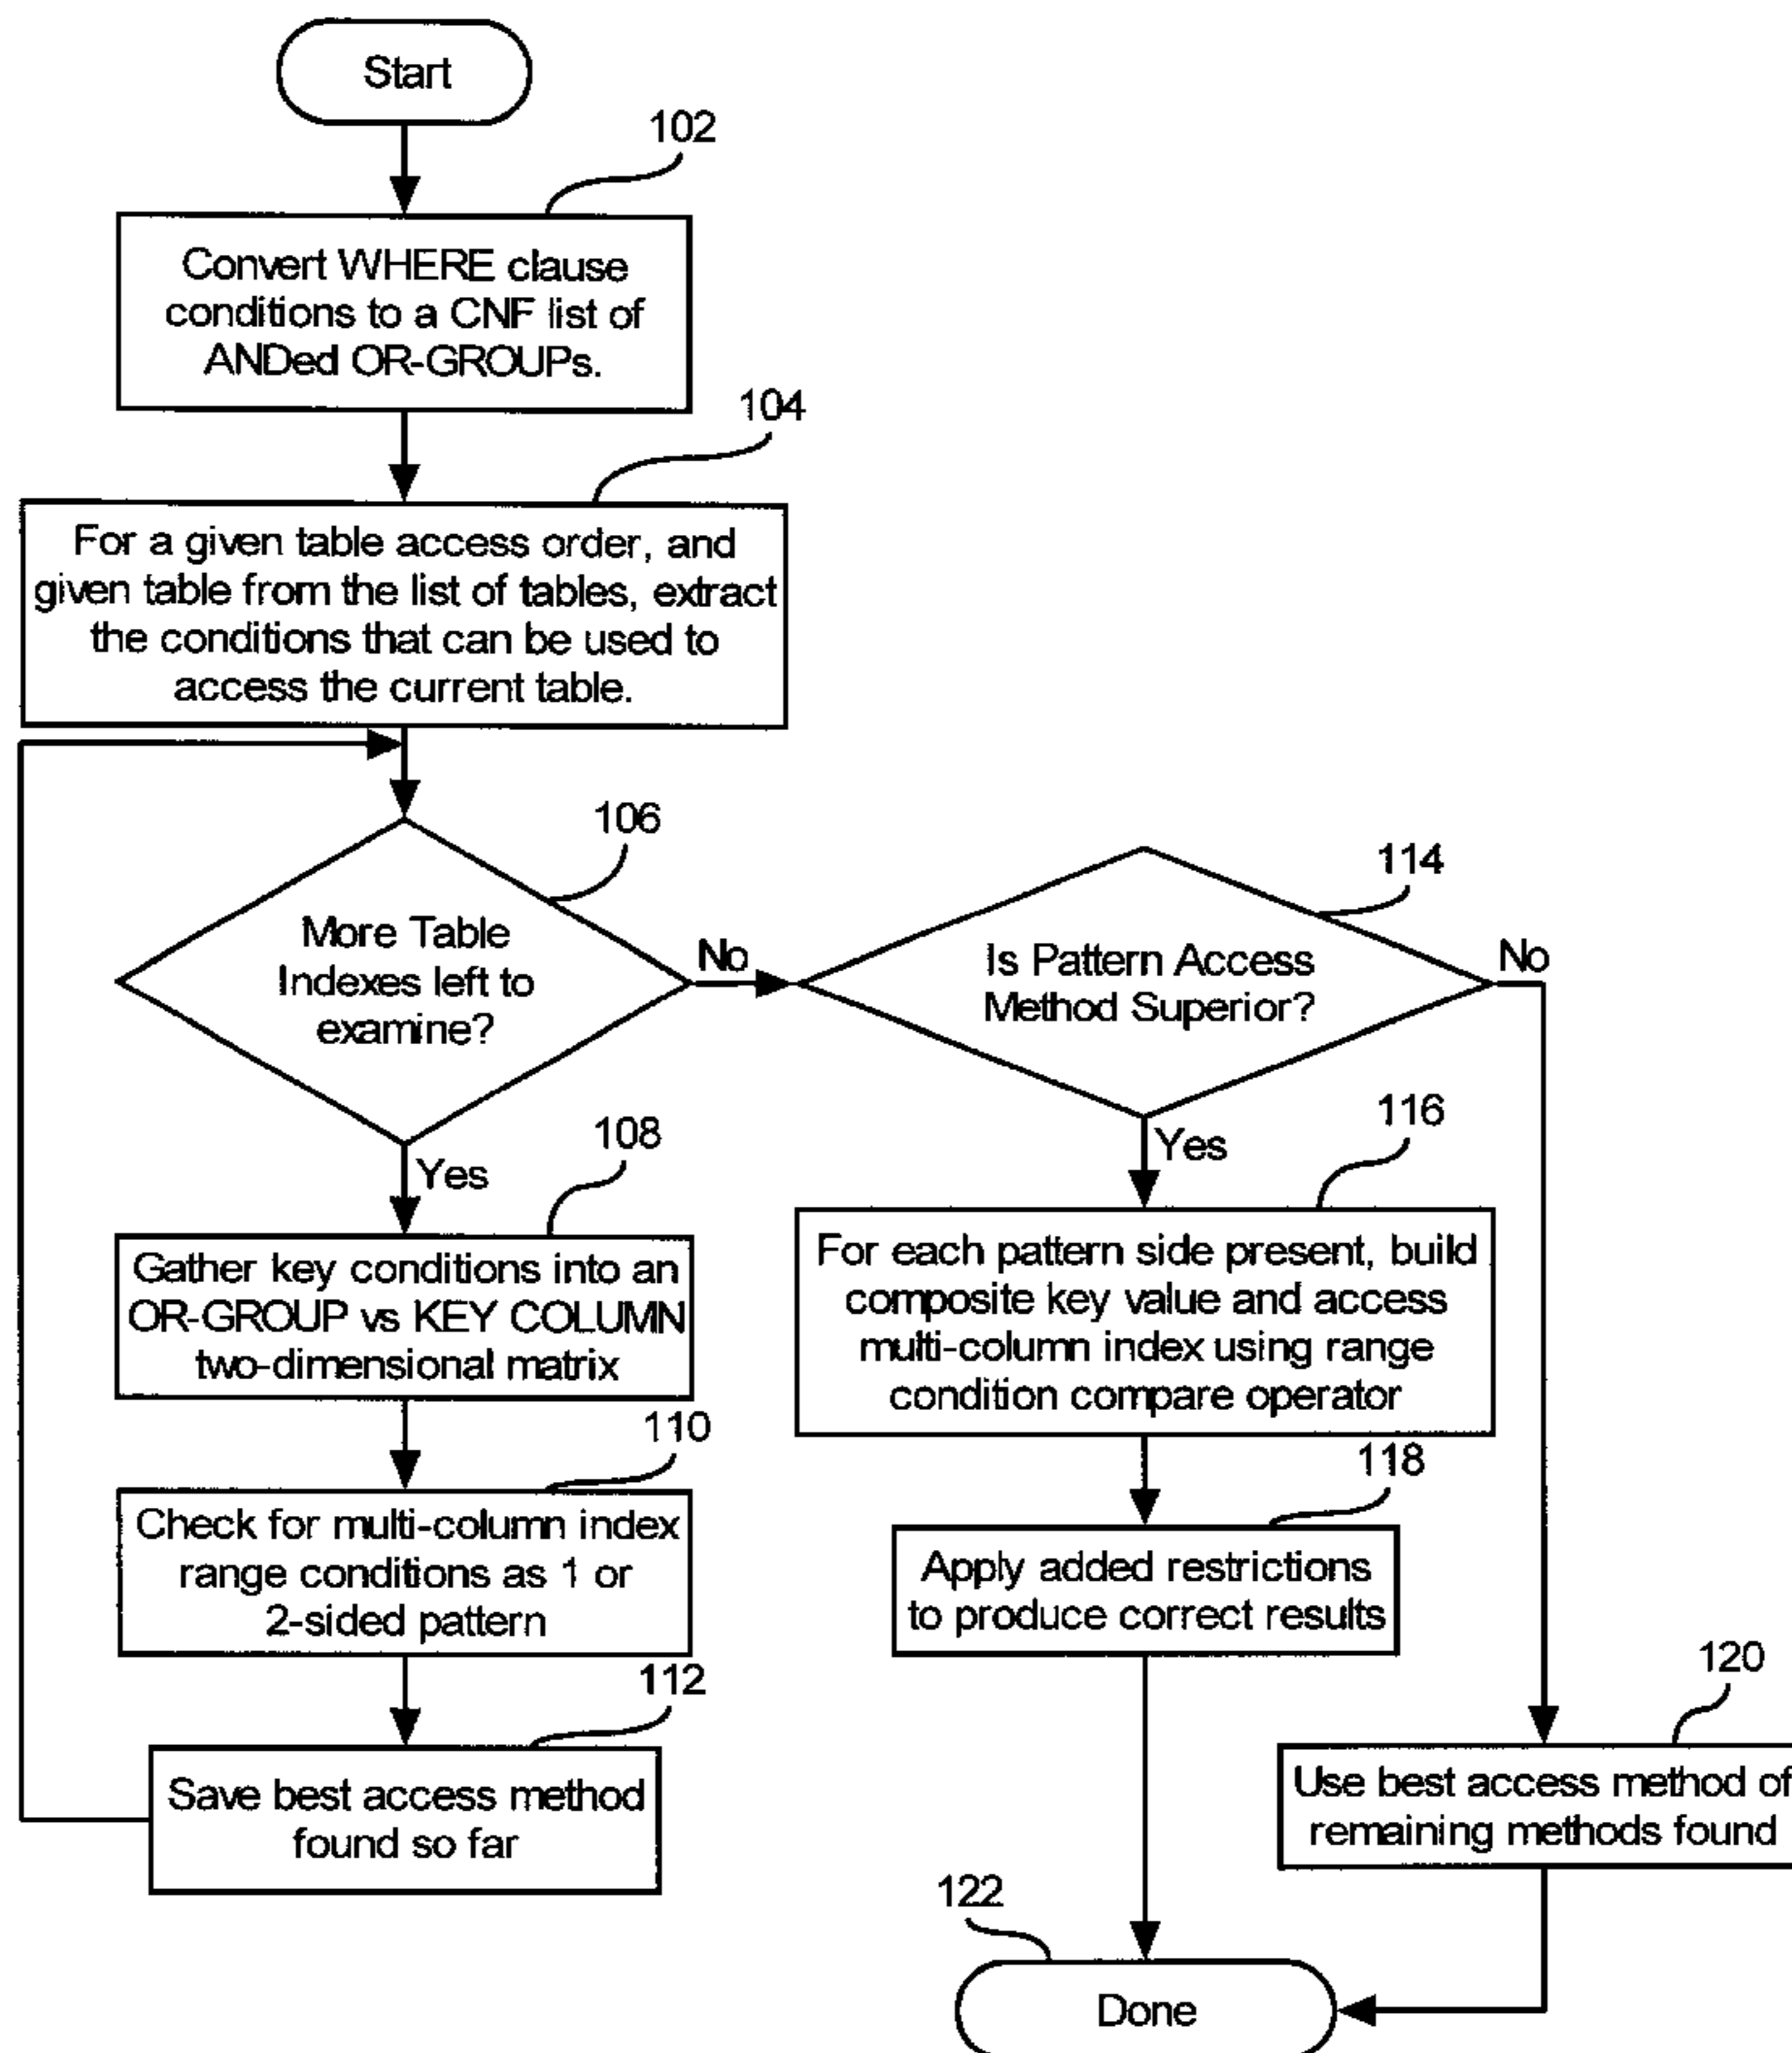 Start
102
Convert WHERE clause
conditions to a CNF list of
ANDed OR-GROUPs.
104
For a given table access order, and
given table from the list of tables, extract
the conditions that can be used to
access the current table.
106
More Table
Indexes left to
examine?
No
Yes
108
Gather key conditions into an
OR-GROUP vs KEY COLUMN
two-dimensional matrix
110
Check for multi-column index
range conditions as 1 or
2-sided pattern
112
Save best access method
found so far
114
Is Pattern Access
Method Superior?
No
Yes
116
For each pattern side present, build
composite key value and access
multi-column index using range
condition compare operator
118
Apply added restrictions
to produce correct results
120
Use best access method of
remaining methods found
122
Done